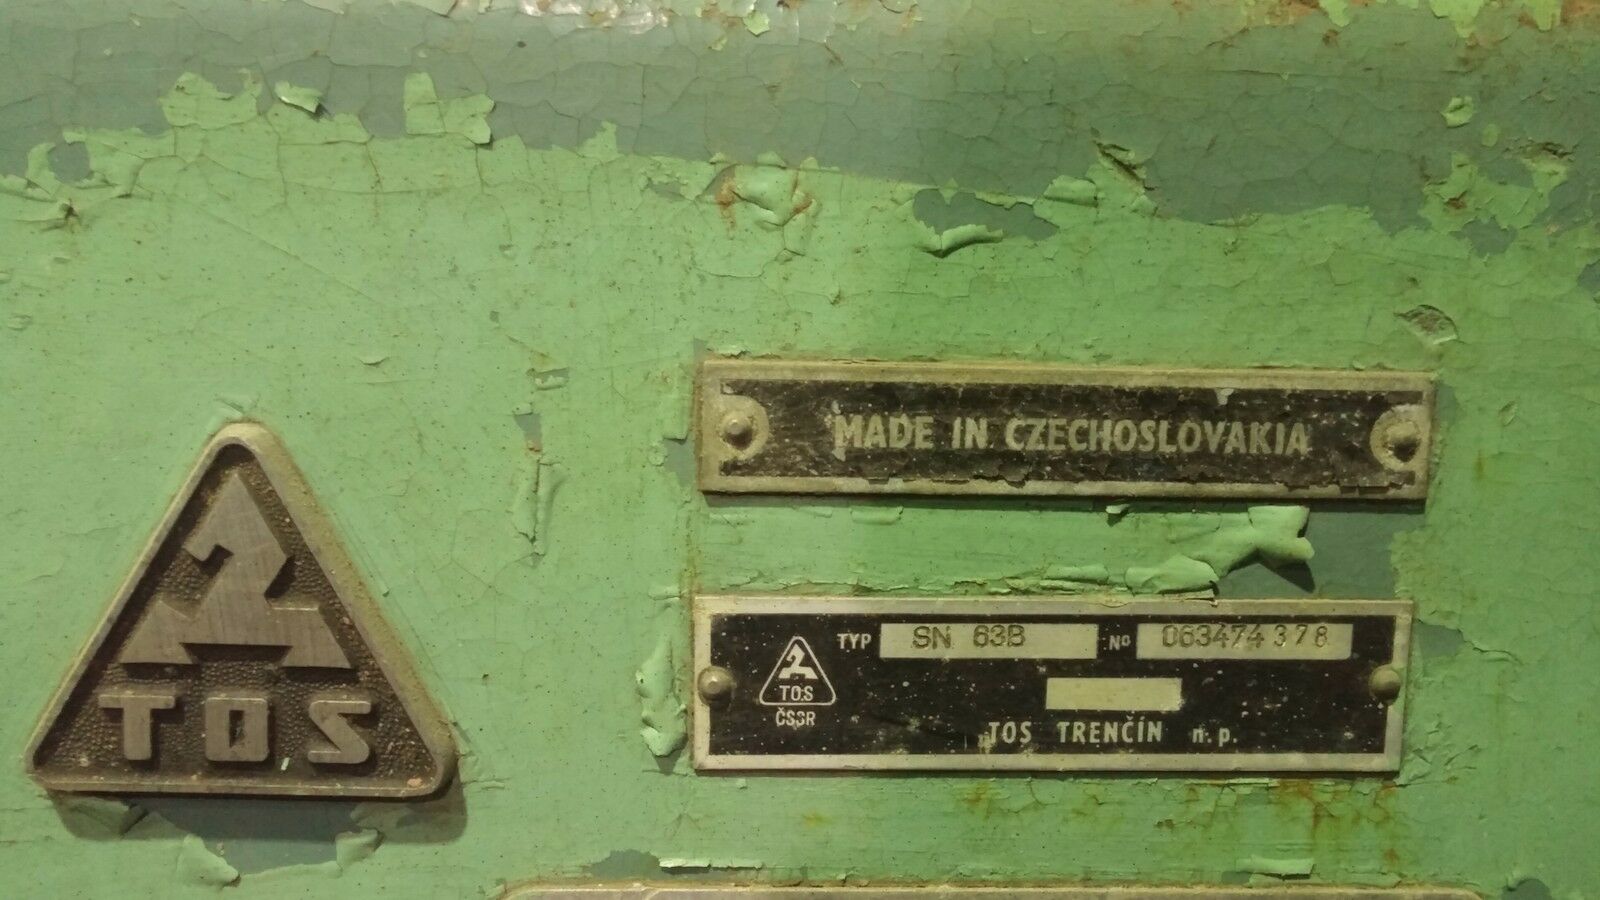 TOS
MADE IN CZECHOSLOVAKIA
TYP SN 63B No 063474378
TOS
ČSSR
TOS TRENČÍN n.p.